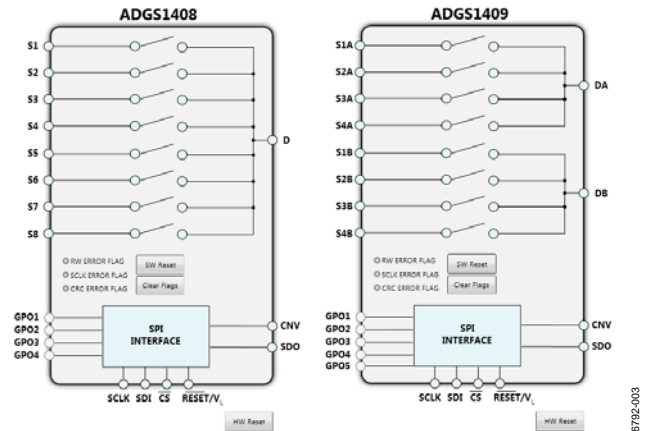 ADGS1408
S1
S2
S3
S4
S5
S6
S7
S8
D
RW ERROR FLAG
SCLK ERROR FLAG
CRC ERROR FLAG
SW Reset
Clear Flags
GPO1
GPO2
GPO3
GPO4
SPI
INTERFACE
CNV
SDO
SCLK SDI CS RESET/VL
HW Reset
ADGS1409
S1A
S2A
S3A
S4A
S1B
S2B
S3B
S4B
DA
DB
RW ERROR FLAG
SCLK ERROR FLAG
CRC ERROR FLAG
SW Reset
Clear Flags
GPO1
GPO2
GPO3
GPO4
GPO5
SPI
INTERFACE
CNV
SDO
SCLK SDI CS RESET/VL
HW Reset
6792-003